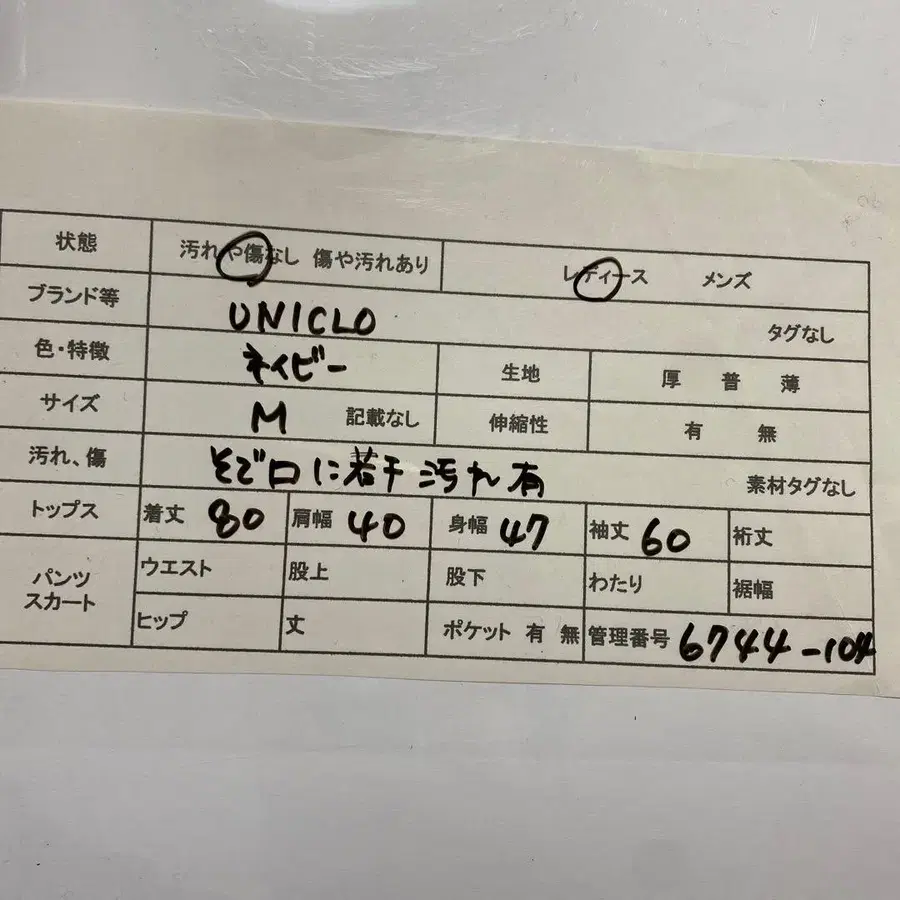 状態 汚れや傷なし 傷や汚れあり レディース メンズ
ブランド等 UNICLO タグなし
色・特徴 ネイビー 生地 厚 普 薄
サイズ M 記載なし 伸縮性 有 無
汚れ、傷 そで口に若干汚れ有 素材タグなし
トップス 着丈 80 肩幅 40 身幅 47 袖丈 60 裄丈
パンツ スカート ウエスト 股上 股下 わたり 裾幅
ヒップ 丈 ポケット 有 無 管理番号 6744-104